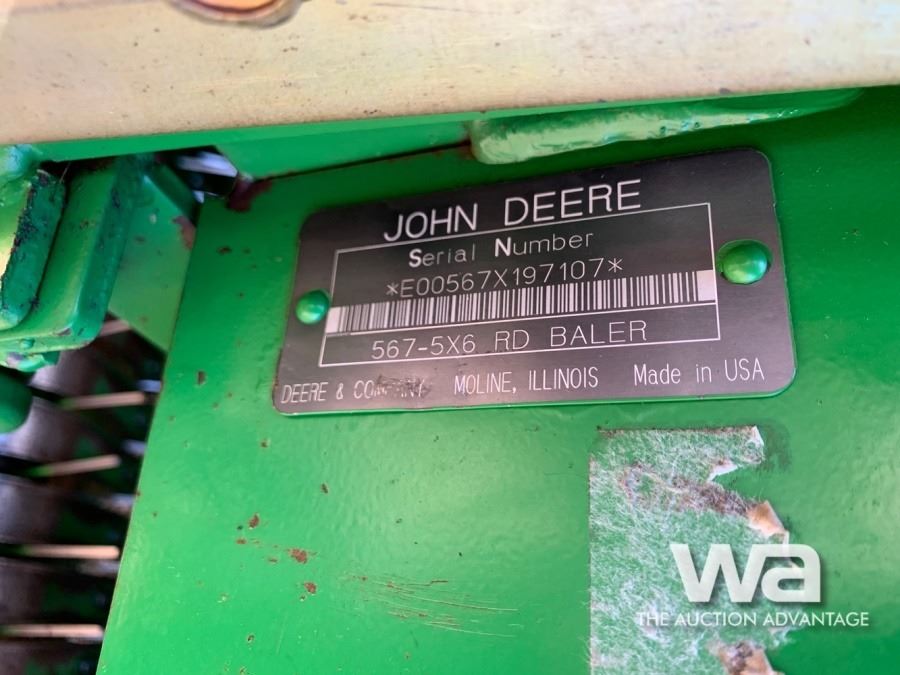 JOHN DEERE
Serial Number
*E00567X197107*
567-5X6 RD BALER
DEERE & COMPANY MOLINE, ILLINOIS Made in USA
wa
THE AUCTION ADVANTAGE